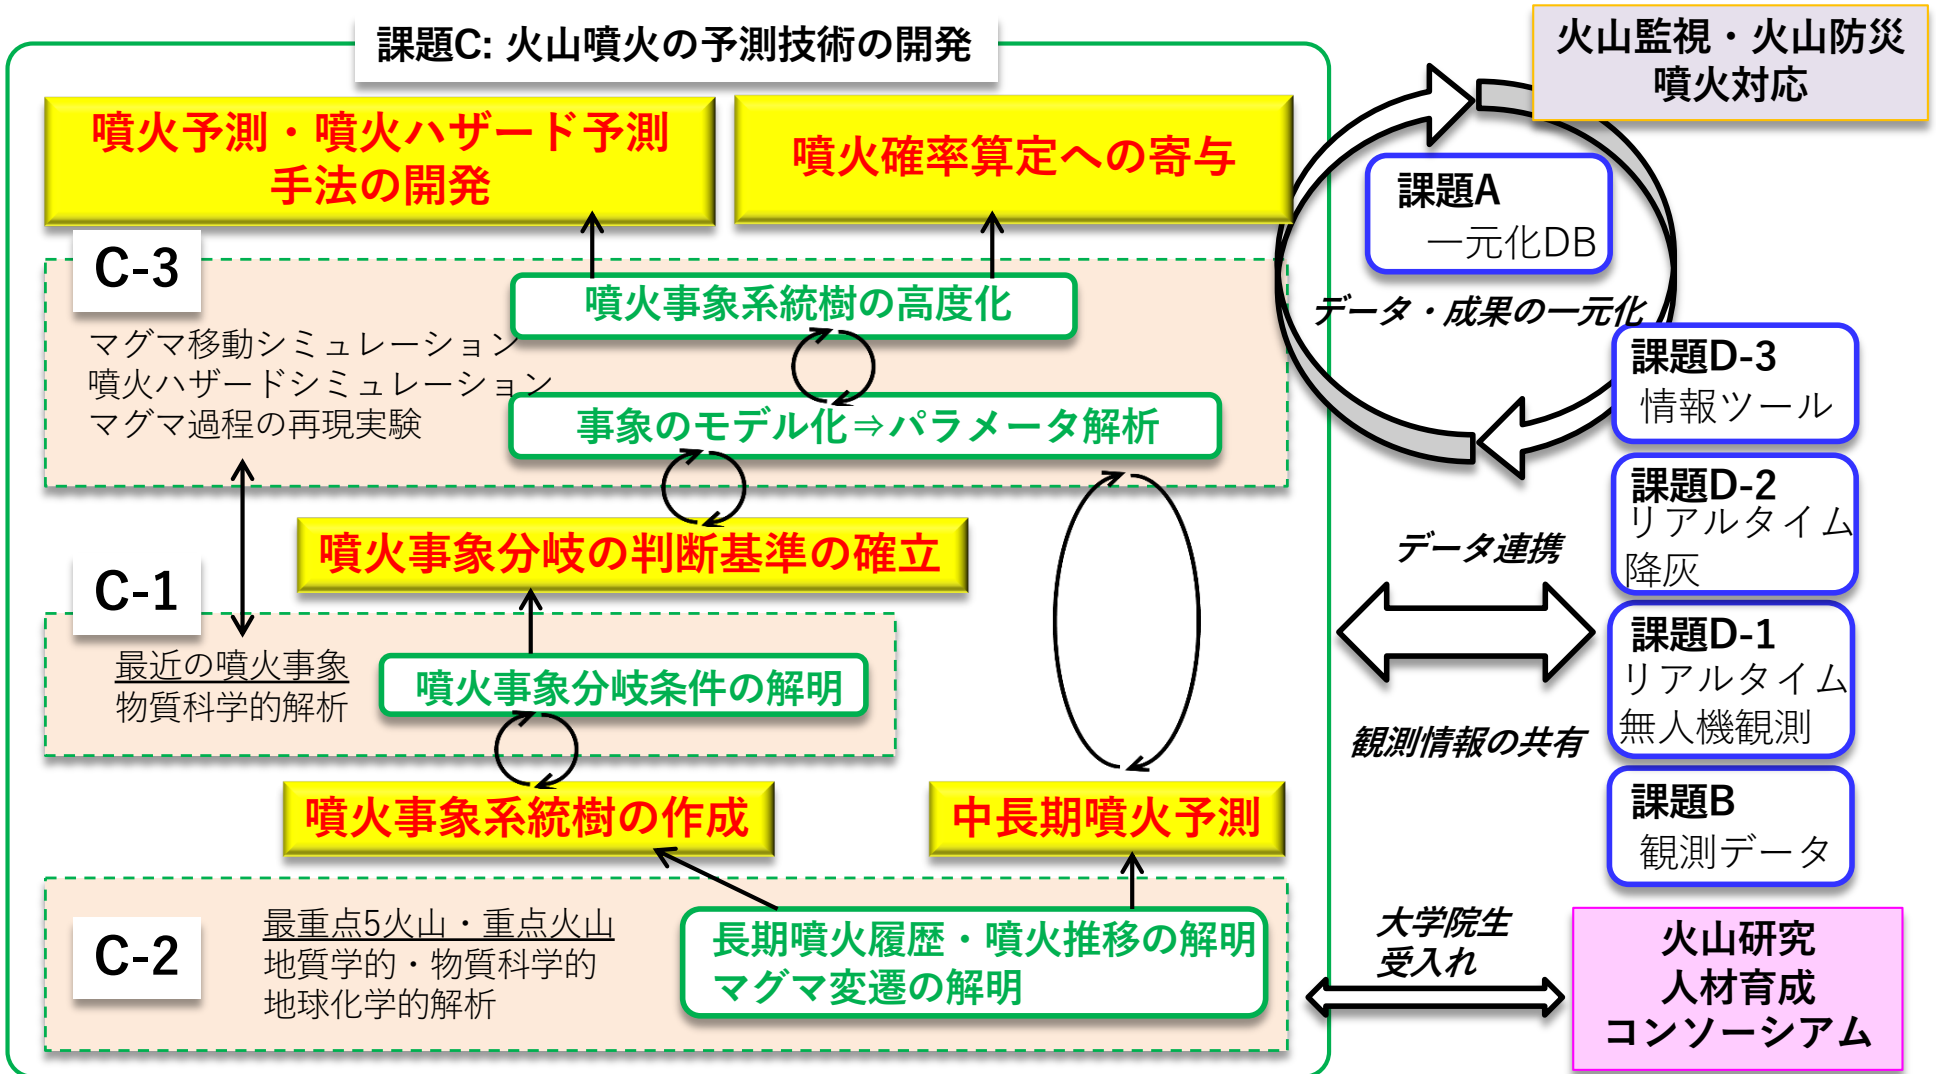 課題C: 火山噴火の予測技術の開発
噴火予測・噴火ハザード予測
手法の開発
噴火確率算定への寄与
C-3
噴火事象系統樹の高度化
マグマ移動シミュレーション
噴火ハザードシミュレーション
マグマ過程の再現実験
事象のモデル化⇒パラメータ解析
噴火事象分岐の判断基準の確立
C-1
最近の噴火事象
物質科学的解析
噴火事象分岐条件の解明
噴火事象系統樹の作成
中長期噴火予測
C-2
最重点5火山・重点火山
地質学的・物質科学的
地球化学的解析
長期噴火履歴・噴火推移の解明
マグマ変遷の解明
火山監視・火山防災
噴火対応
課題A
一元化DB
データ・成果の一元化
課題D-3
情報ツール
課題D-2
リアルタイム
降灰
データ連携
課題D-1
リアルタイム
無人機観測
観測情報の共有
課題B
観測データ
大学院生
受入れ
火山研究
人材育成
コンソーシアム